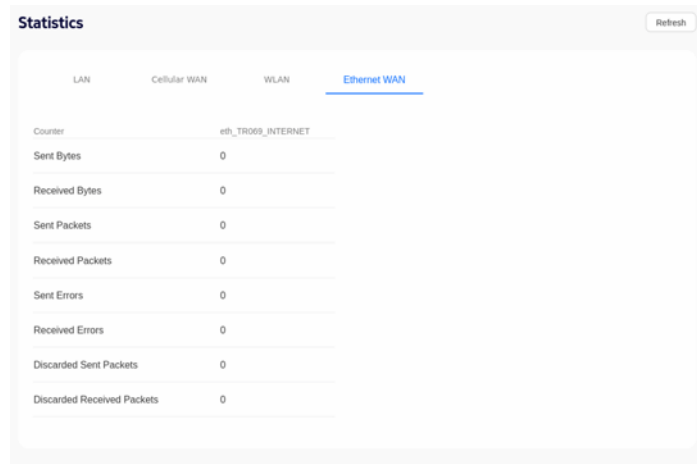 Statistics
Refresh
LAN Cellular WAN WLAN Ethernet WAN
Counter eth_TR069_INTERNET
Sent Bytes 0
Received Bytes 0
Sent Packets 0
Received Packets 0
Sent Errors 0
Received Errors 0
Discarded Sent Packets 0
Discarded Received Packets 0